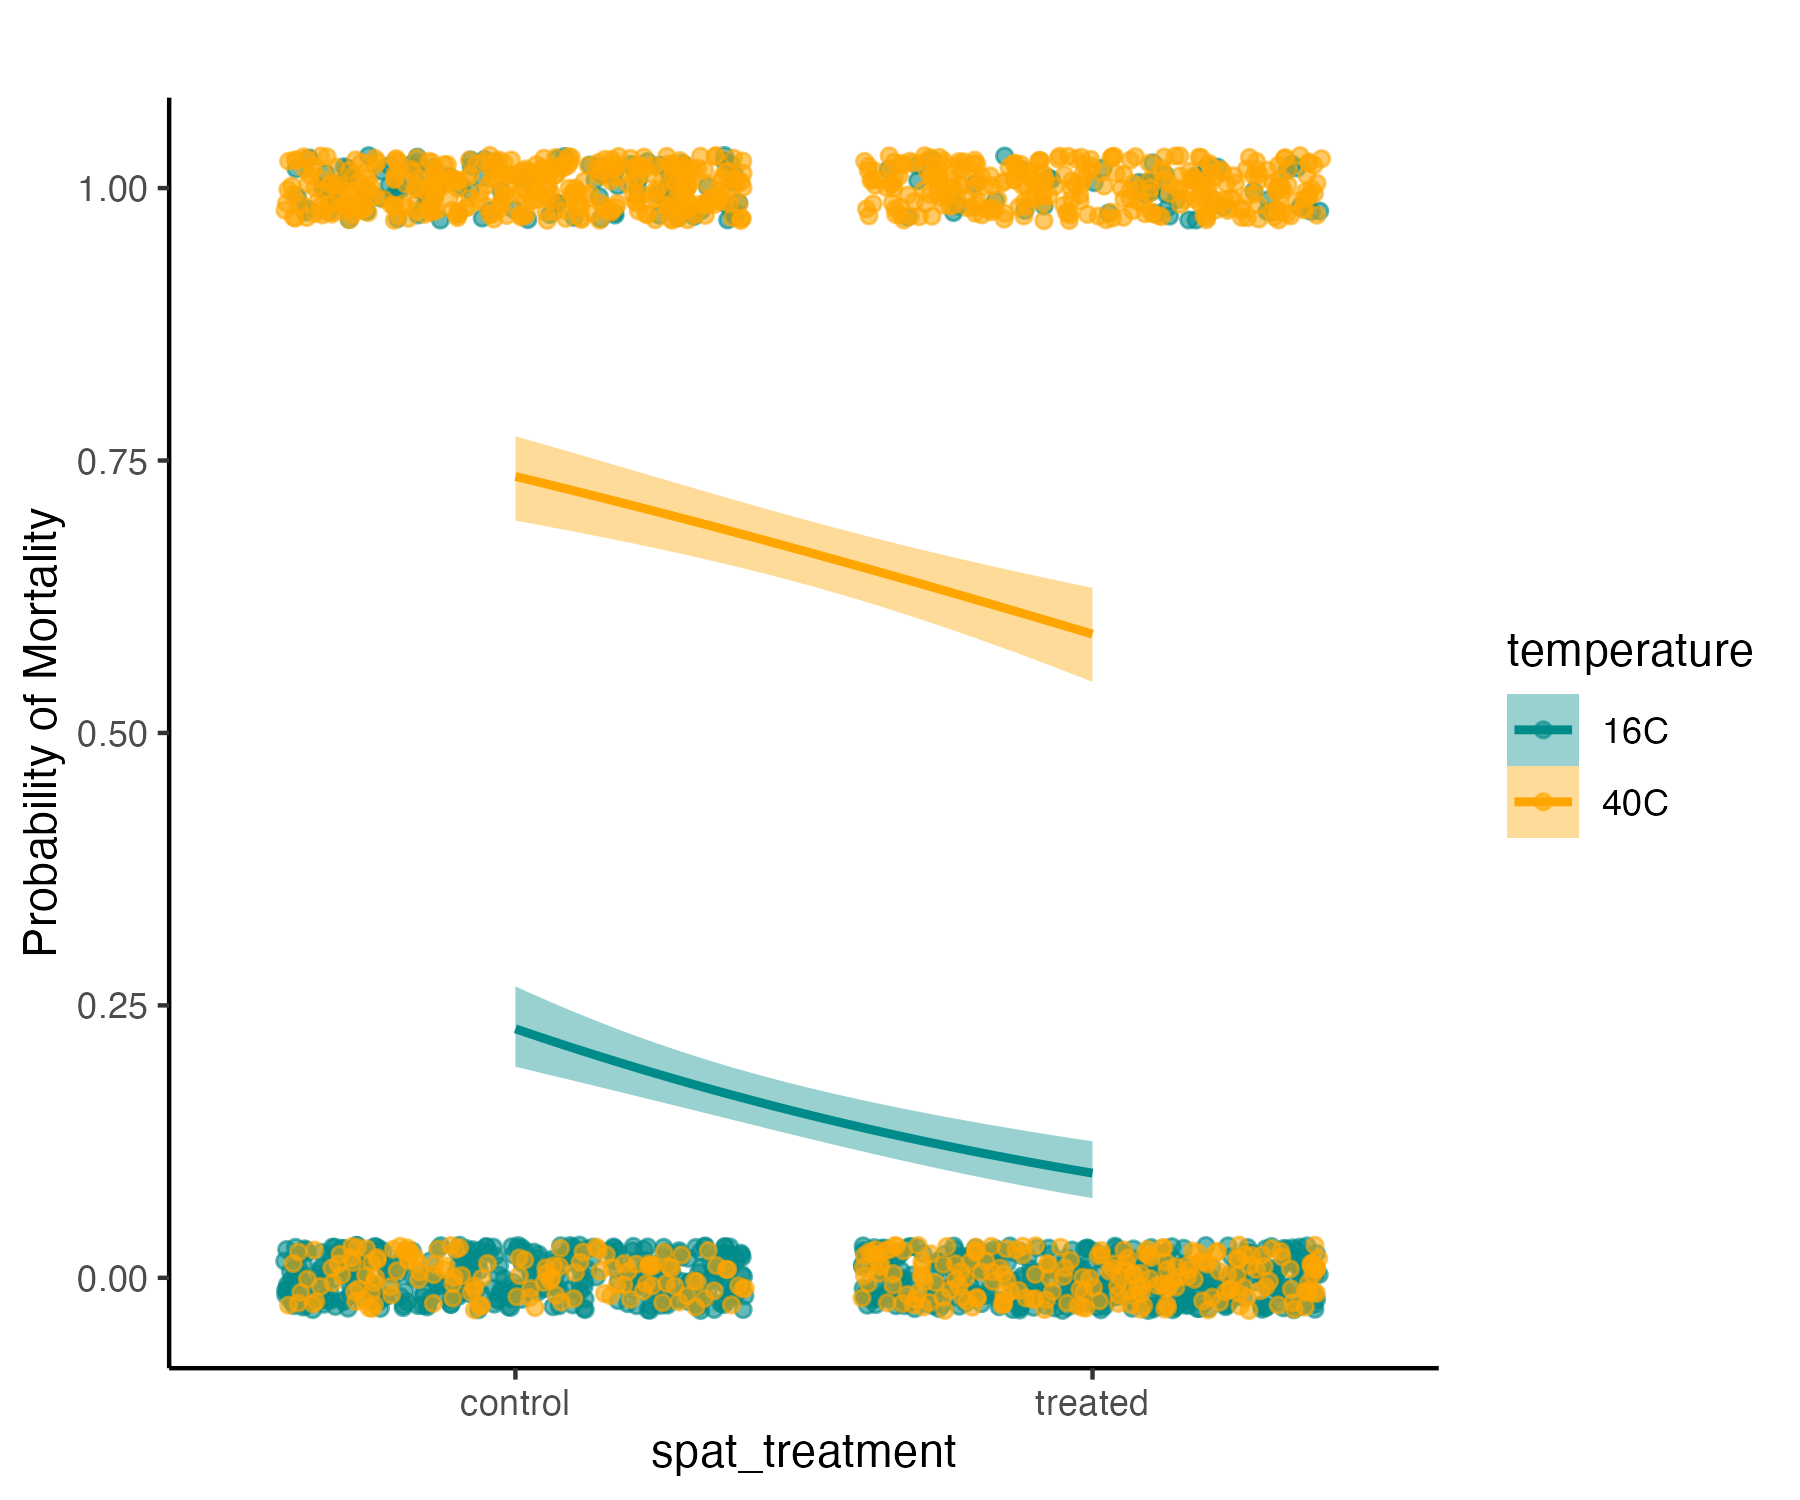 1.00
0.75
0.50
0.25
0.00
Probability of Mortality
control
treated
spat_treatment
temperature
16C
40C